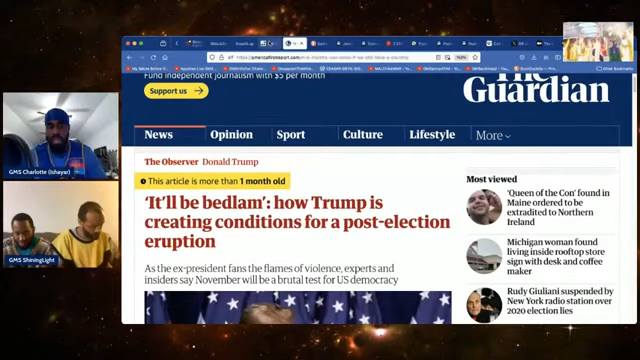 Fund independent journalism with $5 per month
Support us
The
Guardian
News
Opinion
Sport
Culture
Lifestyle
More
The Observer Donald Trump
This article is more than 1 month old
‘It’ll be bedlam’: how Trump is
creating conditions for a post-election
eruption
As the ex-president fans the flames of violence, experts and
insiders say November will be a brutal test for US democracy
Most viewed
‘Queen of the Con’ found in
Maine ordered to be
extradited to Northern
Ireland
Michigan woman found
living inside rooftop store
sign with desk and coffee
maker
Rudy Giuliani suspended by
New York radio station over
2020 election lies
GMS Charlotte (Ishayar)
GMS ShiningLight